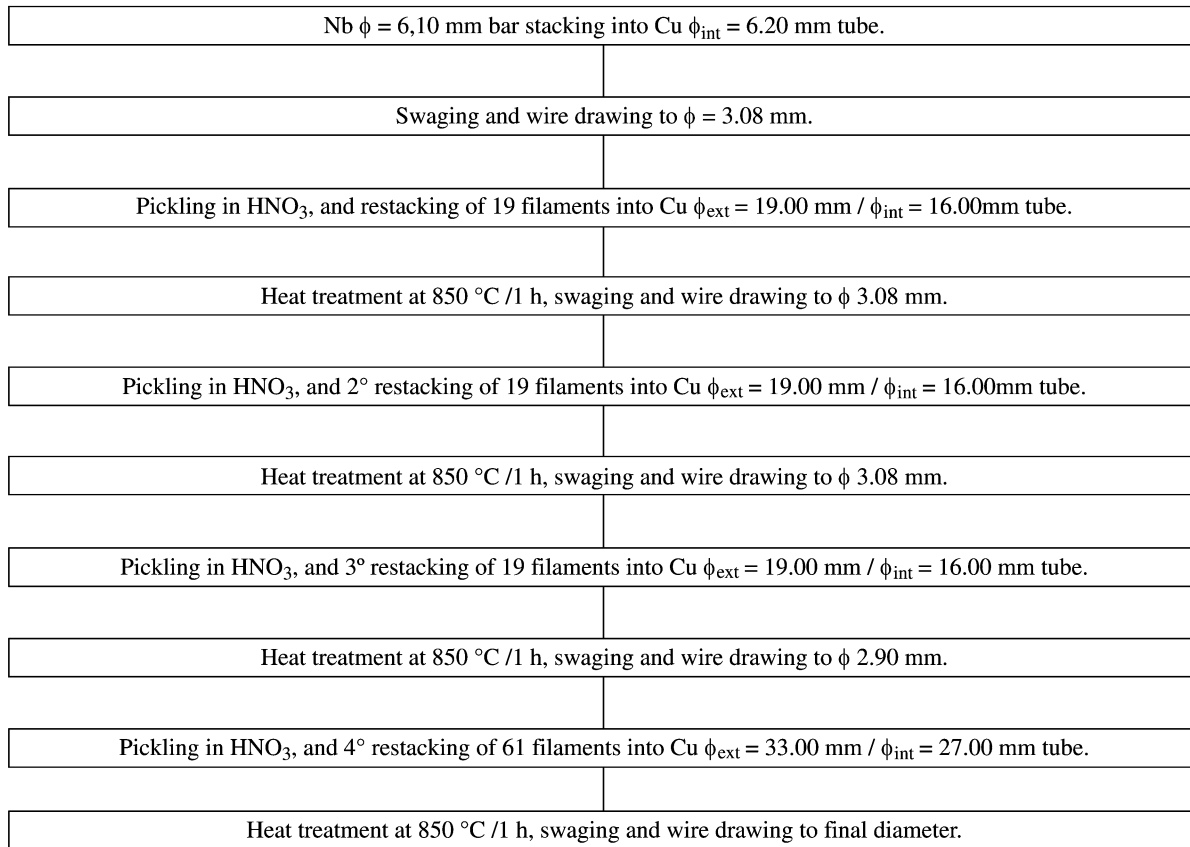 Nb ϕ = 6,10 mm bar stacking into Cu ϕint = 6.20 mm tube.
Swaging and wire drawing to ϕ = 3.08 mm.
Pickling in HNO3, and restacking of 19 filaments into Cu ϕext = 19.00 mm / ϕint = 16.00mm tube.
Heat treatment at 850 °C /1 h, swaging and wire drawing to ϕ 3.08 mm.
Pickling in HNO3, and 2° restacking of 19 filaments into Cu ϕext = 19.00 mm / ϕint = 16.00mm tube.
Heat treatment at 850 °C /1 h, swaging and wire drawing to ϕ 3.08 mm.
Pickling in HNO3, and 3º restacking of 19 filaments into Cu ϕext = 19.00 mm / ϕint = 16.00 mm tube.
Heat treatment at 850 °C /1 h, swaging and wire drawing to ϕ 2.90 mm.
Pickling in HNO3, and 4° restacking of 61 filaments into Cu ϕext = 33.00 mm / ϕint = 27.00 mm tube.
Heat treatment at 850 °C /1 h, swaging and wire drawing to final diameter.